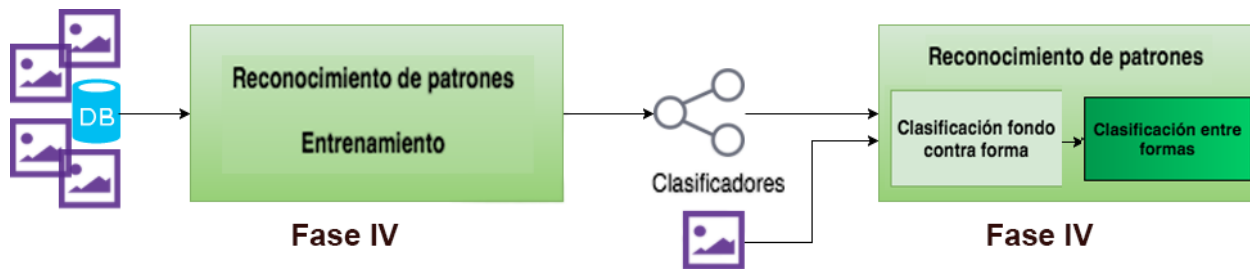 DB
Reconocimiento de patrones
Entrenamiento
Fase IV
Clasificadores
Reconocimiento de patrones
Clasificación fondo
contra forma
Clasificación entre
formas
Fase IV